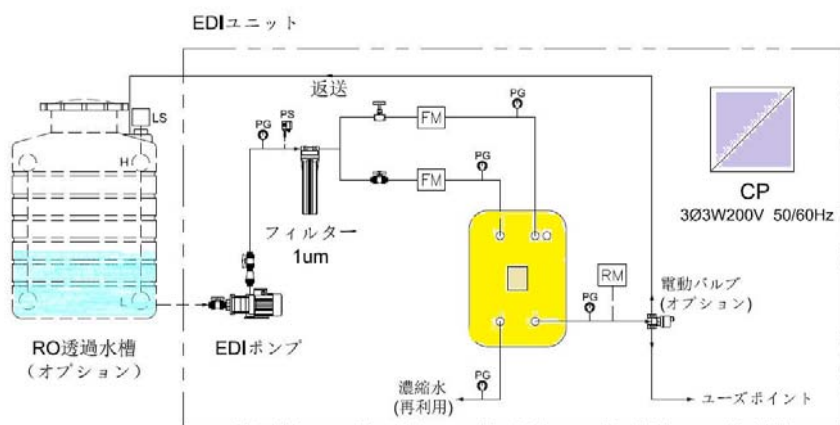 EDIユニット
返送
LS
H
L
PG
PS
FM
PG
FM
PG
フィルター
1um
CP
3Ø3W200V 50/60Hz
RM
PG
電動バルブ
(オプション)
EDIポンプ
RO透過水槽
(オプション)
濃縮水
(再利用)
PG
ユーズポイント